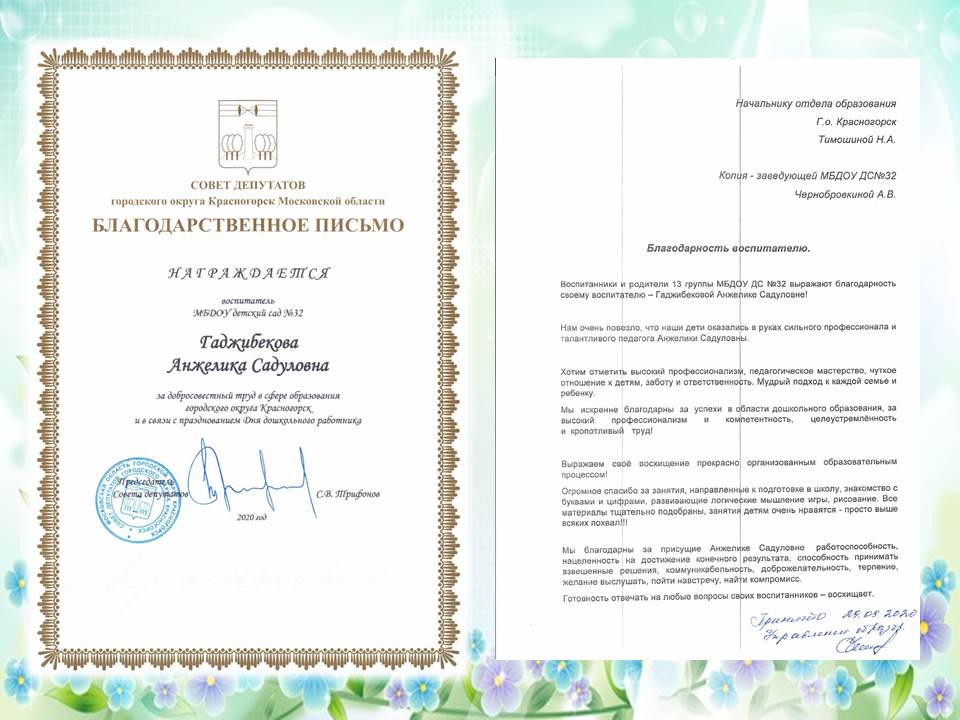 СОВЕТ ДЕПУТАТОВ
городского округа Красногорск Московской области
БЛАГОДАРСТВЕННОЕ ПИСЬМО
НАГРАЖДАЕТСЯ
воспитатель
МБДОУ детский сад №32
Гаджибекова
Анжелика Садуловна
за добросовестный труд в сфере образования
городского округа Красногорск
и в связи с празднованием Дня дошкольного работника
Председатель
Совета депутатов
С.В. Трифонов
2020 год
Начальнику отдела образования
Г.о. Красногорск
Тимошиной Н.А.
Копия - заведующей МБДОУ ДС№32
Чернобровкиной А.В.
Благодарность воспитателю.
Воспитанники и родители 13 группы МБДОУ ДС №32 выражают благодарность
своему воспитателю – Гаджибековой Анжелике Садуловне!
Нам очень повезло, что наши дети оказались в руках сильного профессионала и
талантливого педагога Анжелики Садуловны.
Хотим отметить высокий профессионализм, педагогическое мастерство, чуткое
отношение к детям, заботу и ответственность. Мудрый подход к каждой семье и
ребенку.
Мы искренне благодарны за успехи в области дошкольного образования, за
высокий профессионализм и компетентность, целеустремлённость
и кропотливый труд!
Выражаем своё восхищение прекрасно организованным образовательным
процессом!
Огромное спасибо за занятия, направленные к подготовке в школу, знакомство с
буквами и цифрами, развивающие логические мышление игры, рисование. Все
материалы тщательно подобраны, занятия детям очень нравятся - просто выше
всяких похвал!!!
Мы благодарны за присущие Анжелике Садуловне работоспособность,
нацеленность на достижение конечного результата, способность принимать
взвешенные решения, коммуникабельность, доброжелательность, терпение,
желание выслушать, пойти навстречу, найти компромисс.
Готовность отвечать на любые вопросы своих воспитанников – восхищает.
Принято 29.09.2020
Управление